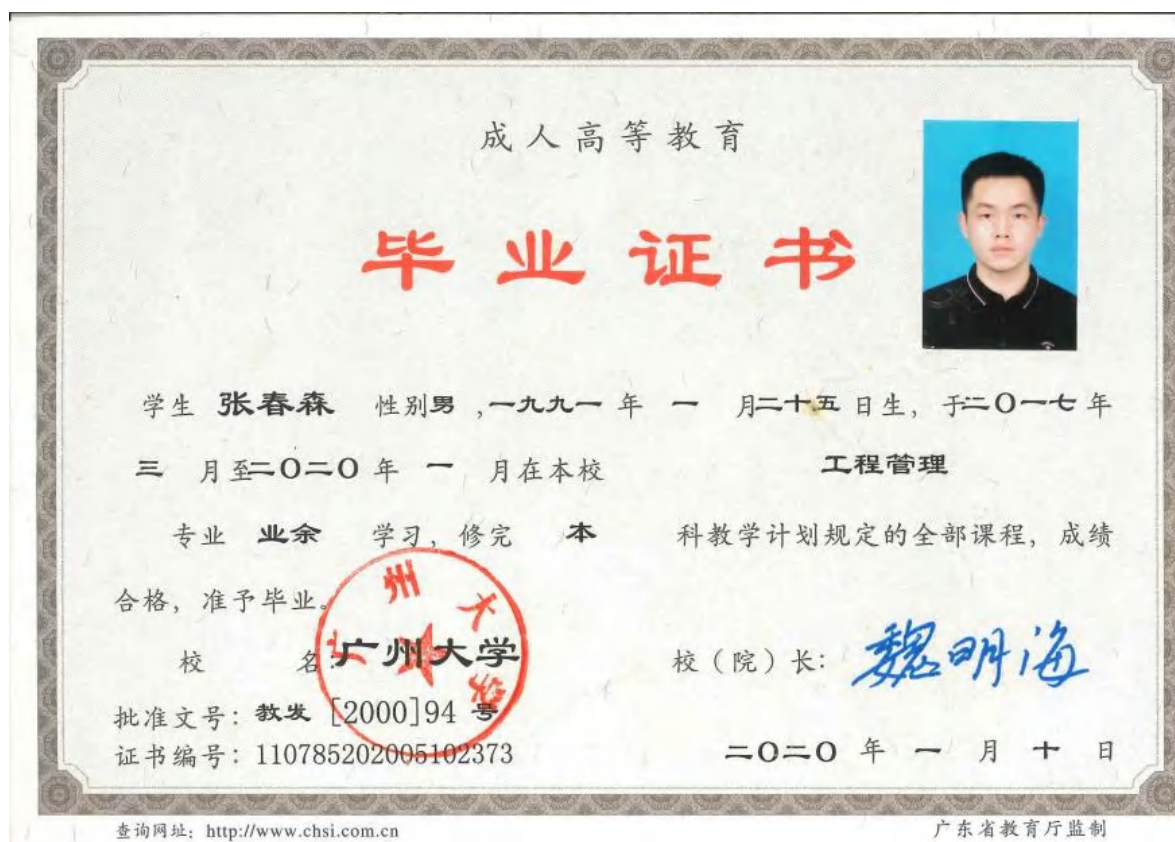 成人高等教育
毕业证书
学生 张春森 性别男,一九九一年 一 月二十五日生,于二〇一七年
三 月至二〇二〇年 一 月在本校 工程管理
专业 业余 学习,修完 本 科教学计划规定的全部课程,成绩
合格,准予毕业。
广州大学
校 名:广州大学 校(院)长:魏明海
批准文号:教发[2000]94 号
证书编号:110785202005102373 二〇二〇 年 一 月 十 日
查询网址:http://www.chsi.com.cn 广东省教育厅监制